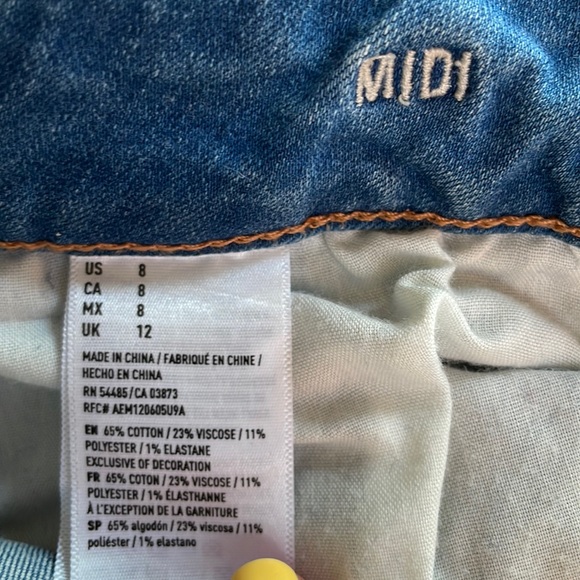 MIDI
US 8
CA 8
MX 8
UK 12
MADE IN CHINA / FABRIQUÉ EN CHINE /
HECHO EN CHINA
RN 54485/CA 03873
RFC# AEM120605U9A
EN 65% COTTON / 23% VISCOSE / 11%
POLYESTER / 1% ELASTANE
EXCLUSIVE OF DECORATION
FR 65% COTON / 23% VISCOSE / 11%
POLYESTER / 1% ÉLASTHANNE
À L'EXCEPTION DE LA GARNITURE
SP 65% algodón / 23% viscosa / 11%
poliéster / 1% elastano